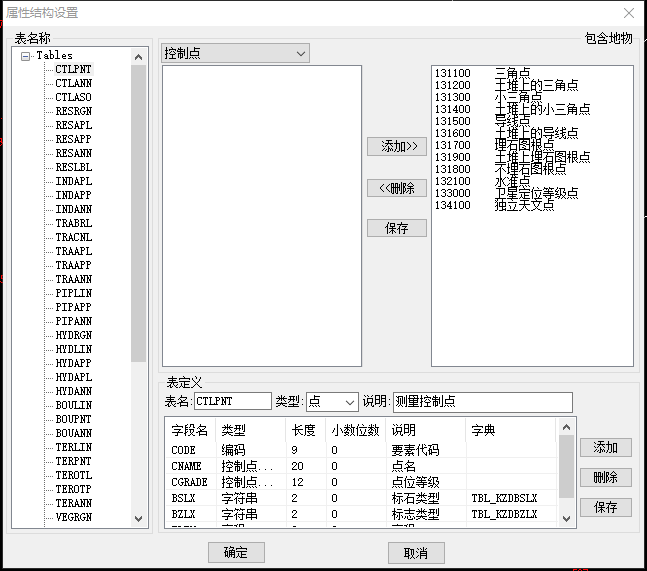 属性结构设置
表名称
Tables
CTLPNT
CTLANN
CTLASO
RESRGN
RESAPL
RESAPP
RESANN
RESLBL
INDAPL
INDAPP
INDANN
TRABRL
TRACNL
TRAAPL
TRAAPP
TRAANN
PIPLIN
PIPAPP
PIPANN
HYDRGN
HYDLIN
HYDAPP
HYDAPL
HYDANN
BOULIN
BOUPNT
BOUANN
TERLIN
TERPNT
TEROTL
TEROTP
TERANN
VEGRGN
控制点
添加>>
<<删除
保存
包含地物
131100 三角点
131200 土堆上的三角点
131300 小三角点
131400 土堆上的小三角点
131500 导线点
131600 土堆上的导线点
131700 埋石图根点
131900 土堆上埋石图根点
131800 不埋石图根点
132100 水准点
133000 卫星定位等级点
134100 独立天文点
表定义
表名: CTLPNT 类型: 点 说明: 测量控制点
字段名 类型 长度 小数位数 说明 字典
CODE 编码 9 0 要素代码
CNAME 控制点... 20 0 点名
CGRADE 控制点... 12 0 点位等级
BSLX 字符串 2 0 标石类型 TBL_KZDBSLX
BZLX 字符串 2 0 标志类型 TBL_KZDBZLX
添加
删除
保存
确定 取消